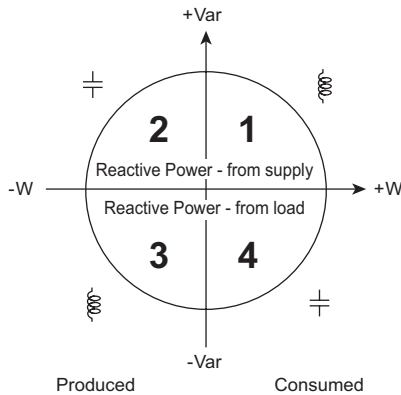 +Var
2 1
Reactive Power - from supply
-W +W
Reactive Power - from load
3 4
-Var
Produced Consumed